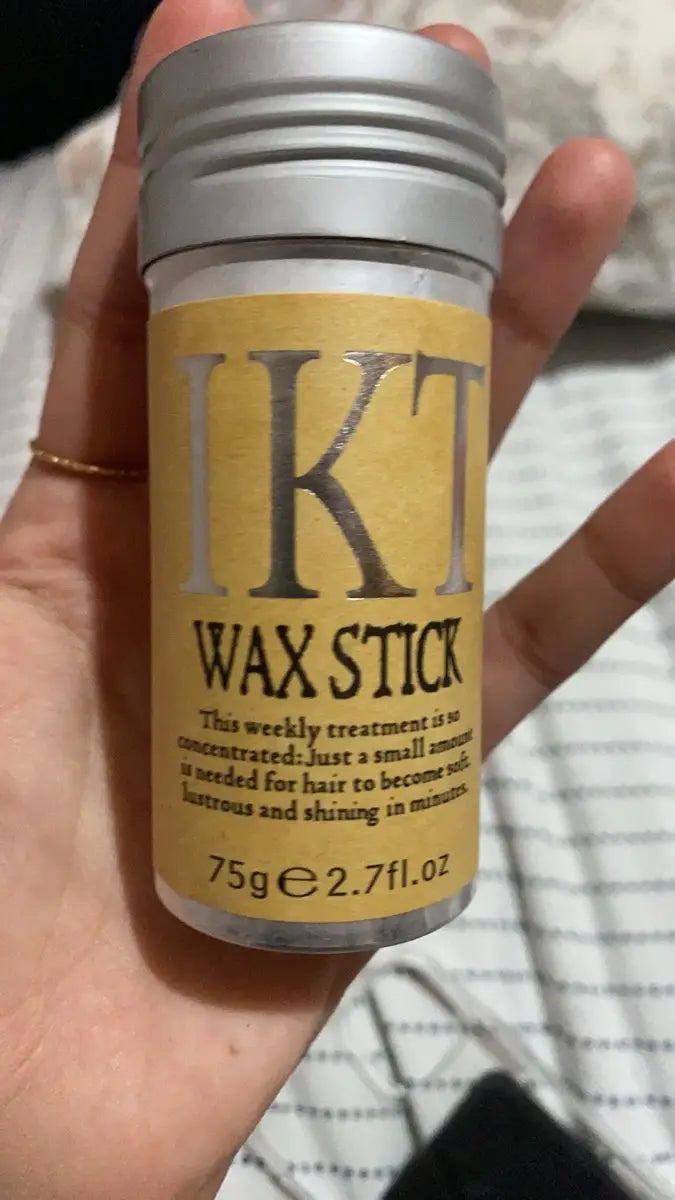 IKT
WAX STICK
This weekly treatment is so
concentrated:Just a small amount
is needed for hair to become soft,
lustrous and shining in minutes.
75g℮2.7fl.oz